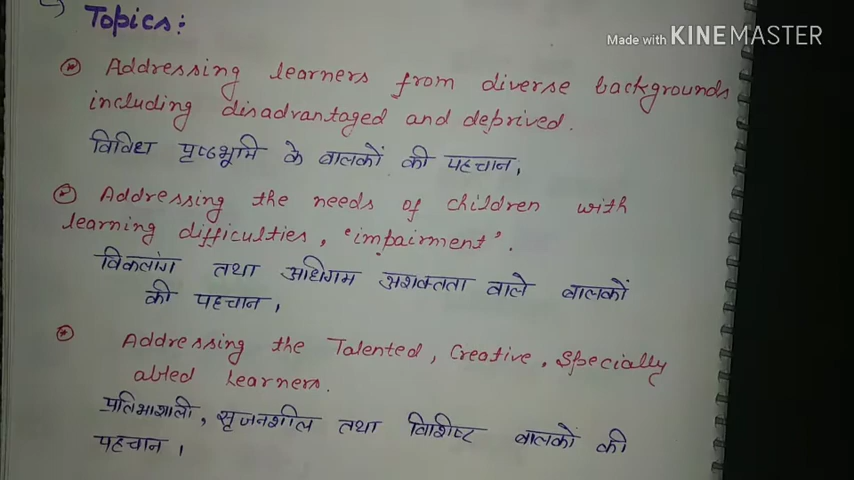 Topics:
Made with KINEMASTER
Addressing learners from diverse backgrounds
including disadvantaged and deprived.
विविध पृष्ठभूमि के बालकों की पहचान,
Addressing the needs of children with
learning difficulties, "impairment".
विकलांग तथा अधिगम अशक्तता वाले बालकों
की पहचान,
Addressing the Talented, Creative, Specially
abled Learners.
प्रतिभाशाली, सृजनशील तथा विशिष्ट बालकों की
पहचान।